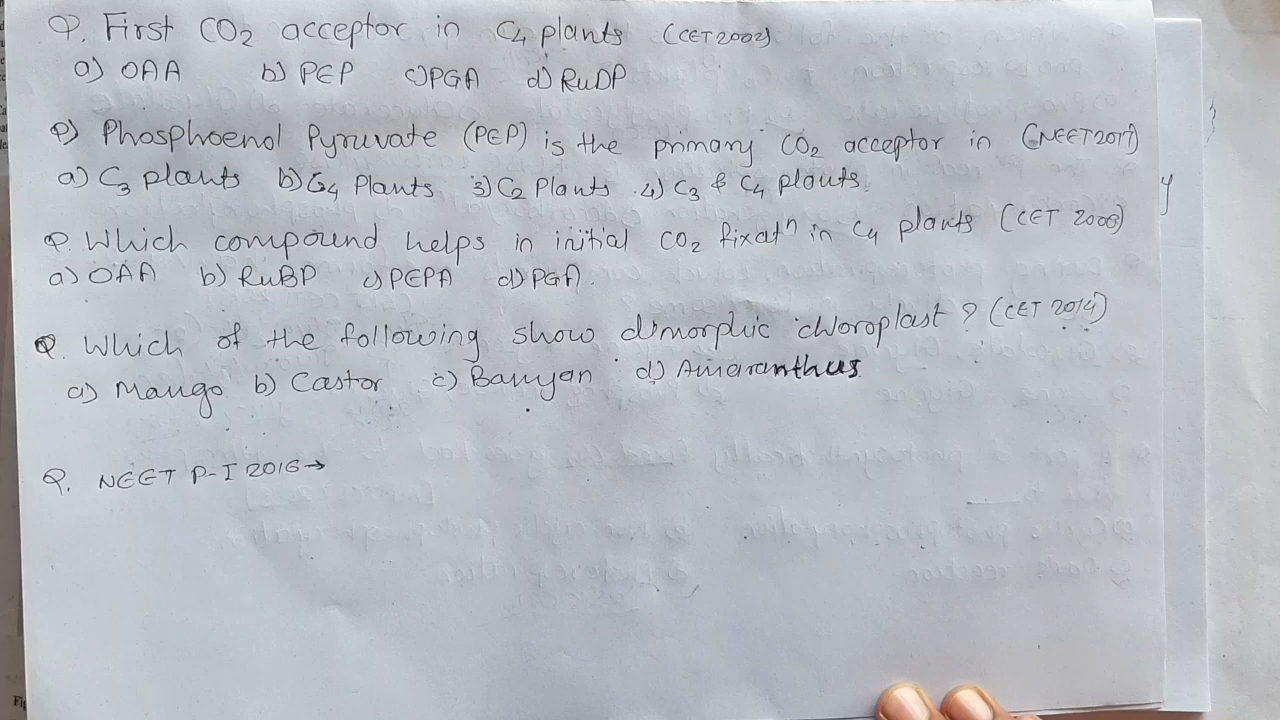 Q. First CO2 acceptor in C4 plants (CET 2002)
a) OAA b) PEP c) PGA d) RuDP
Q) Phosphoenol Pyruvate (PEP) is the primary CO2 acceptor in (NEET 2017)
a) C3 plants b) C4 Plants 3) C2 Plants 4) C3 & C4 plants.
Q. Which compound helps in initial CO2 fixatn in C4 plants (CET 2006)
a) OAA b) RuBP c) PEPA d) PGA.
Q. Which of the following show dimorphic chloroplast ? (CET 2014)
a) Mango b) Castor c) Banyan d) Amaranthus
Q. NEET P-I 2016→